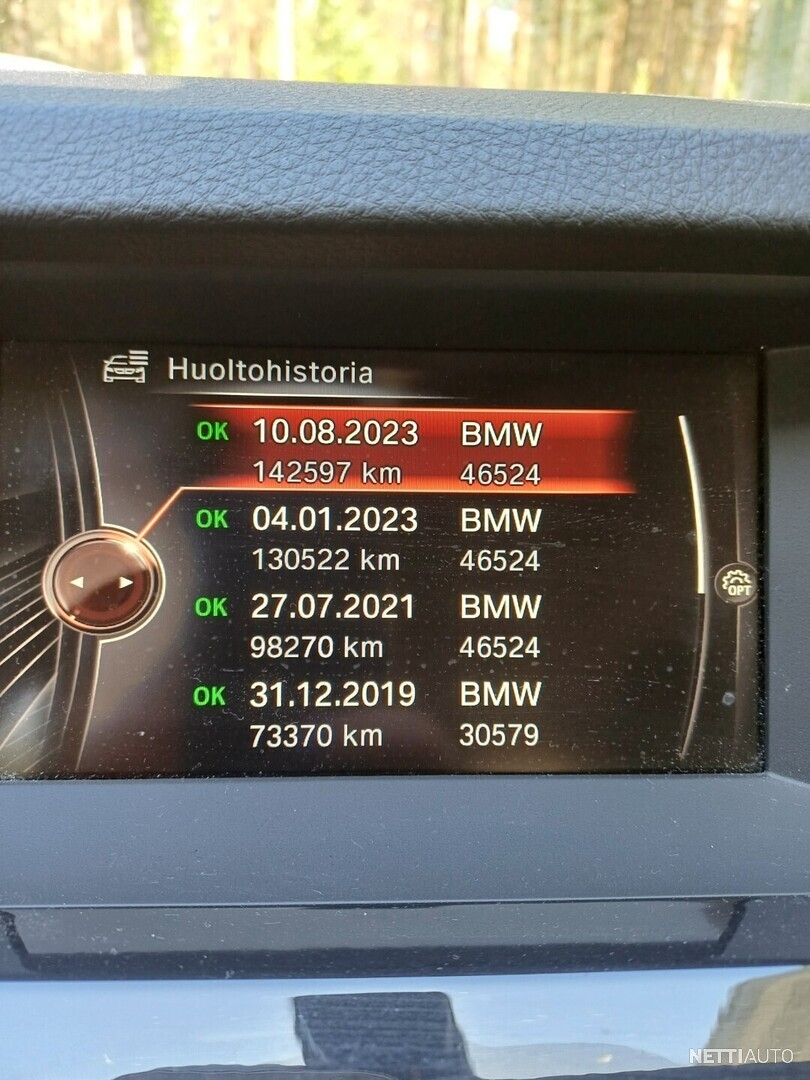 Huoltohistoria
OK 10.08.2023 BMW
142597 km 46524
OK 04.01.2023 BMW
130522 km 46524
OPT
OK 27.07.2021 BMW
98270 km 46524
OK 31.12.2019 BMW
73370 km 30579
NETTIAUTO